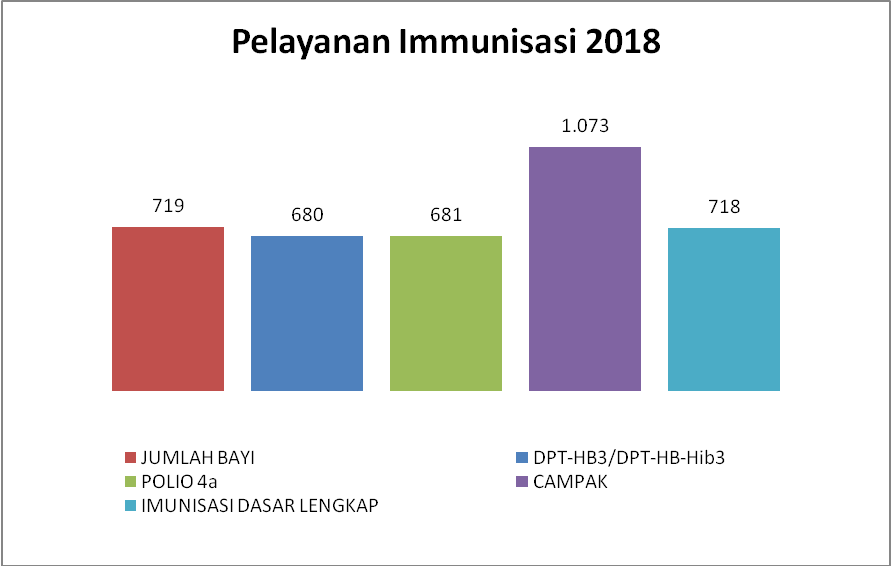 Pelayanan Immunisasi 2018
1.073
719
680
681
718
JUMLAH BAYI
DPT-HB3/DPT-HB-Hib3
POLIO 4a
CAMPAK
IMUNISASI DASAR LENGKAP